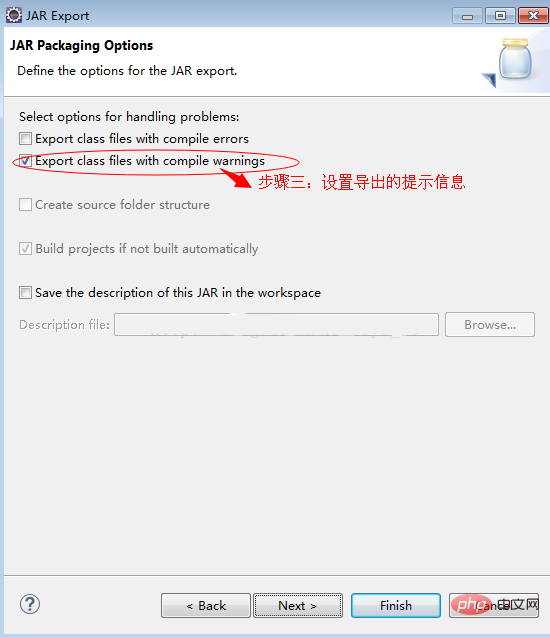 JAR Export
JAR Packaging Options
Define the options for the JAR export.
Select options for handling problems:
Export class files with compile errors
Export class files with compile warnings
步骤三：设置导出的提示信息
Create source folder structure
Build projects if not built automatically
Save the description of this JAR in the workspace
Description file:
Browse...
?
< Back
Next >
Finish
Cancel
php 中文网